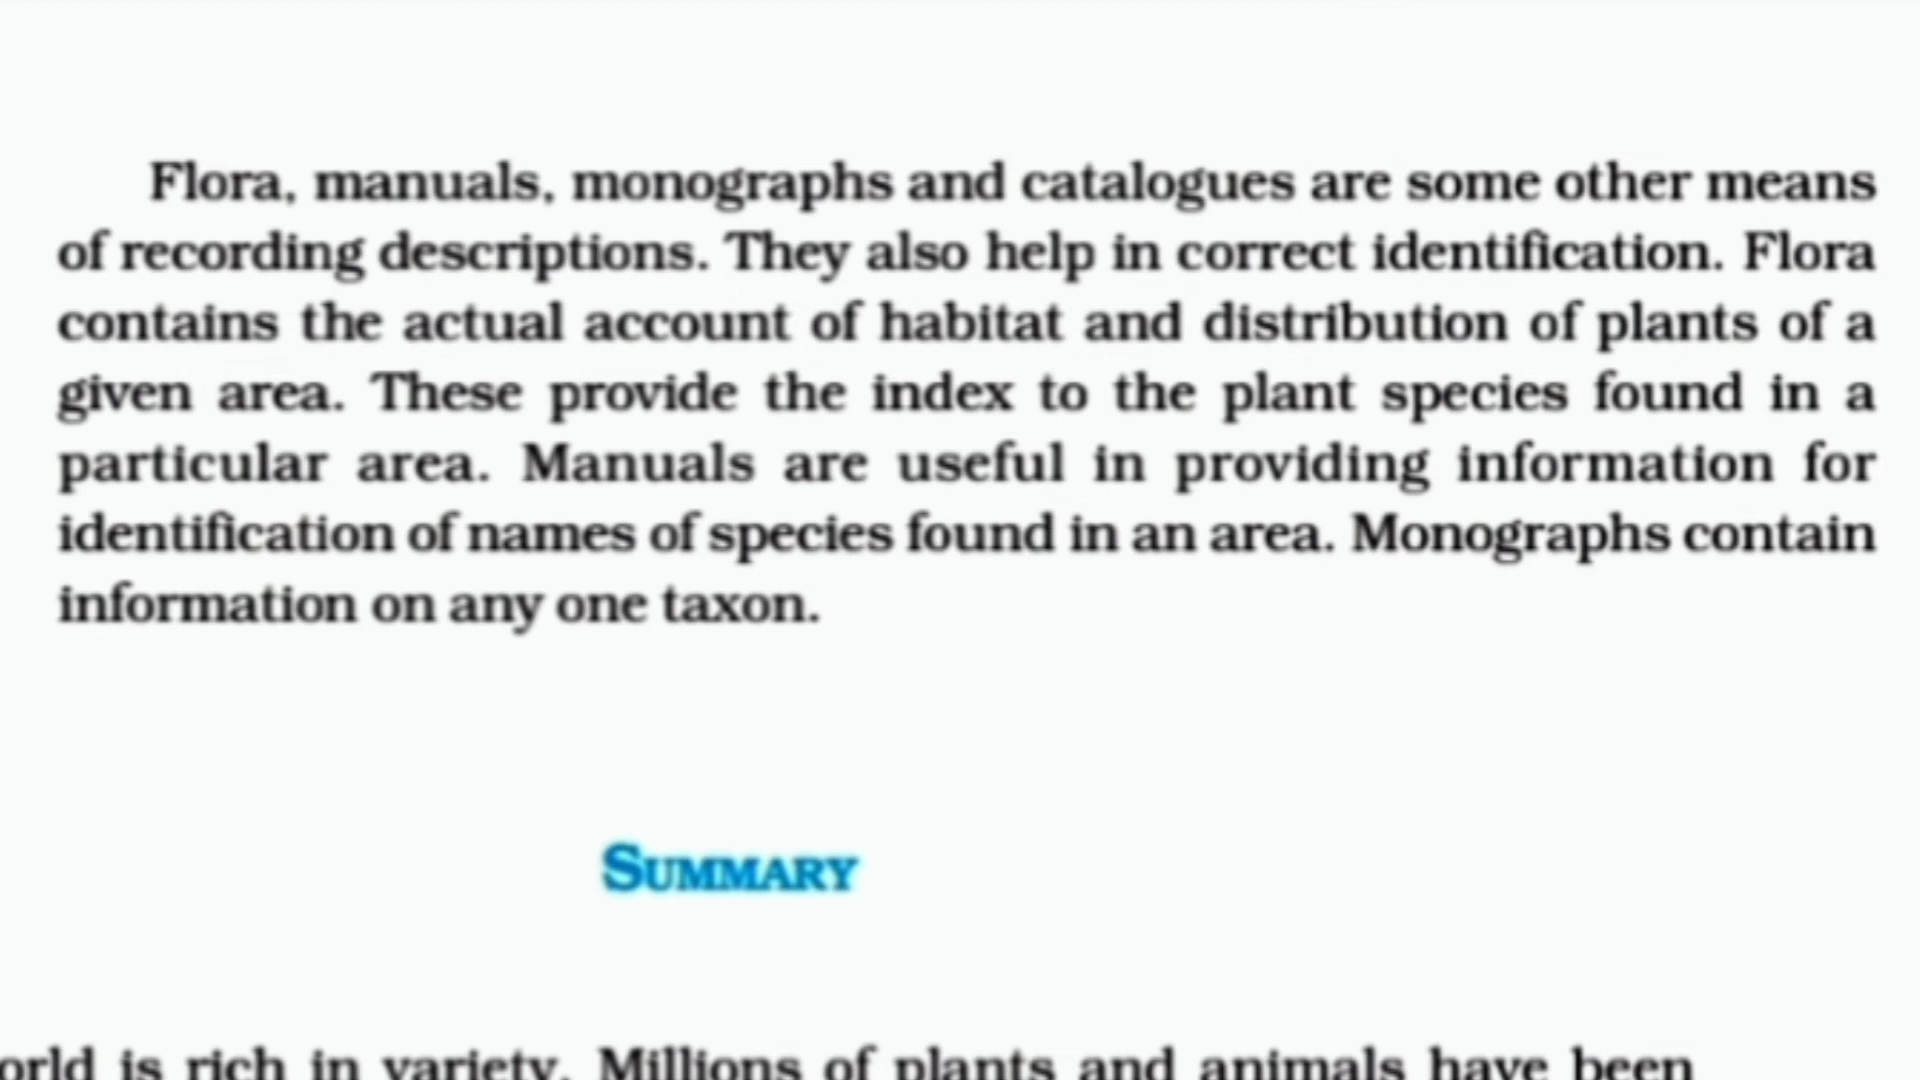 Flora, manuals, monographs and catalogues are some other means
of recording descriptions. They also help in correct identification. Flora
contains the actual account of habitat and distribution of plants of a
given area. These provide the index to the plant species found in a
particular area. Manuals are useful in providing information for
identification of names of species found in an area. Monographs contain
information on any one taxon.
SUMMARY
is rich in variety. Millions of plants and animals have been